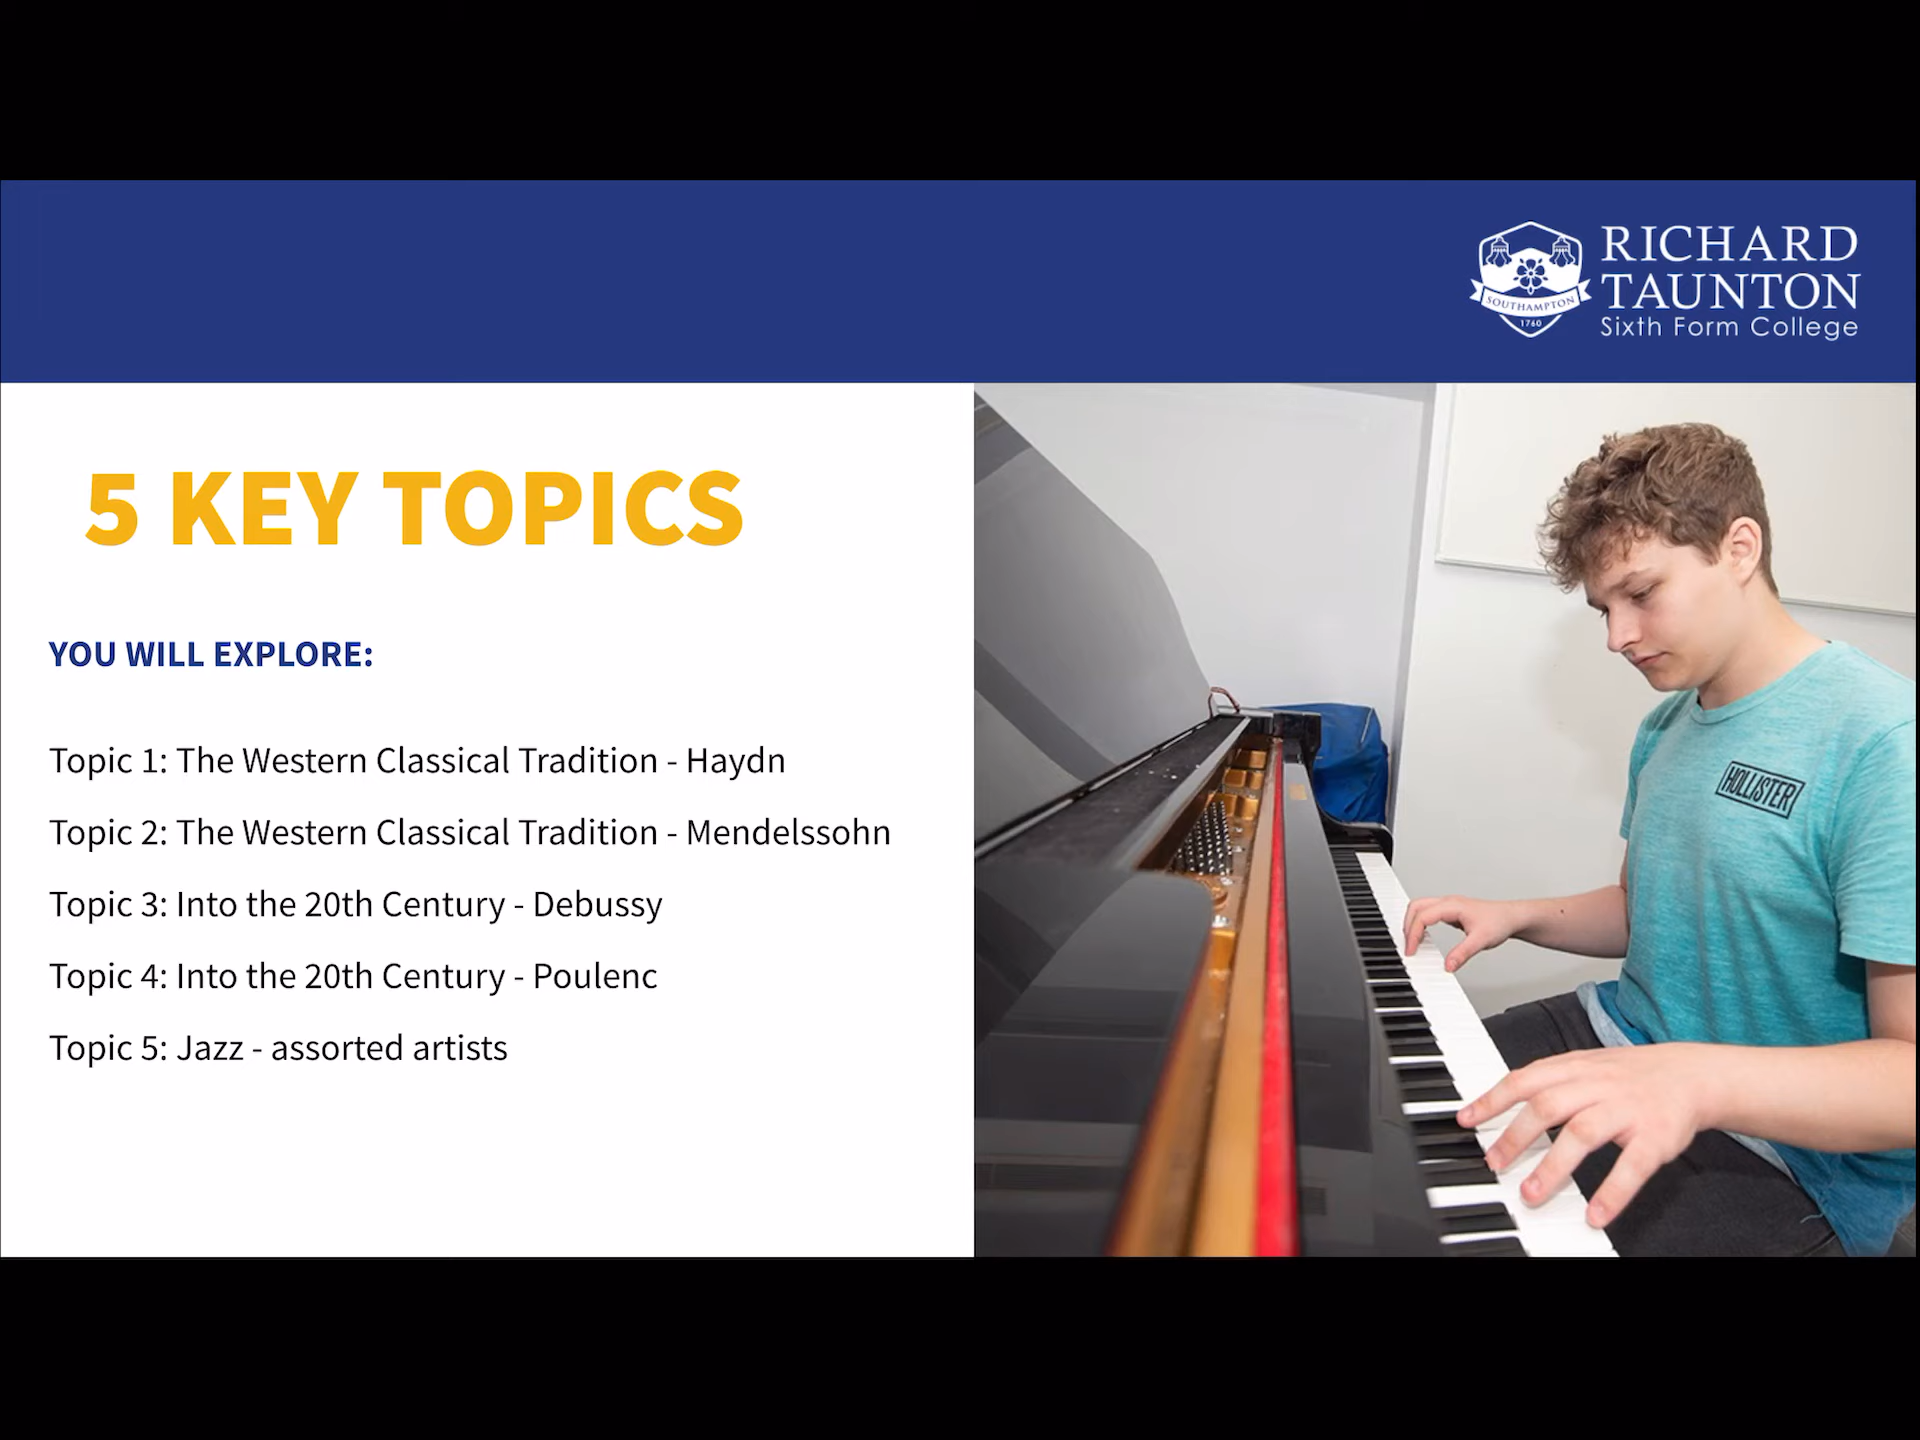 RICHARD
TAUNTON
Sixth Form College
SOUTHAMPTON
1760
5 KEY TOPICS
YOU WILL EXPLORE:
Topic 1: The Western Classical Tradition - Haydn
Topic 2: The Western Classical Tradition - Mendelssohn
Topic 3: Into the 20th Century - Debussy
Topic 4: Into the 20th Century - Poulenc
Topic 5: Jazz - assorted artists
HOLLISTER